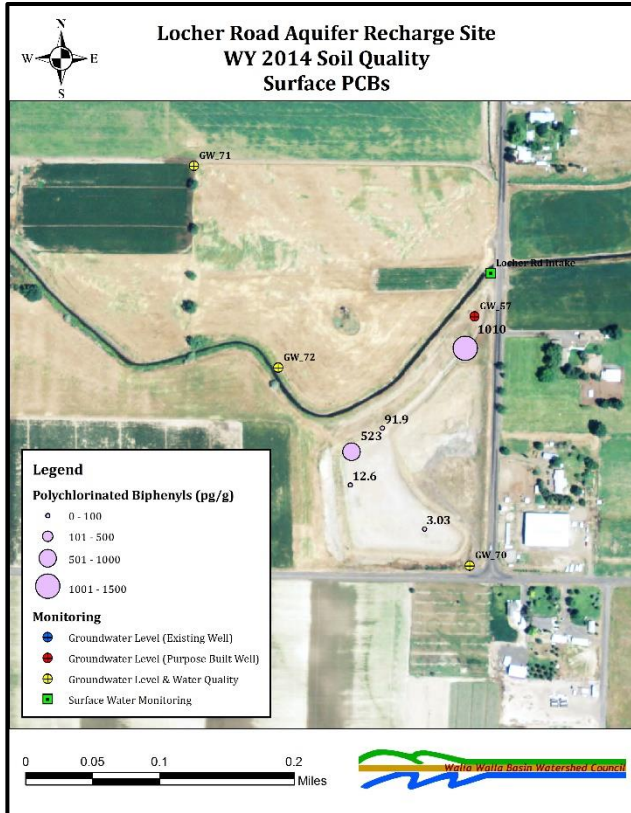 Locher Road Aquifer Recharge Site
WY 2014 Soil Quality
Surface PCBs
N
W
E
S
GW_71
Locher Rd Intake
GW_57
1010
GW_72
91.9
523
12.6
3.03
GW_70
Legend
Polychlorinated Biphenyls (pg/g)
0 - 100
101 - 500
501 - 1000
1001 - 1500
Monitoring
Groundwater Level (Existing Well)
Groundwater Level (Purpose Built Well)
Groundwater Level & Water Quality
Surface Water Monitoring
0 0.05 0.1 0.2
Miles
Walla Walla Basin Watershed Council